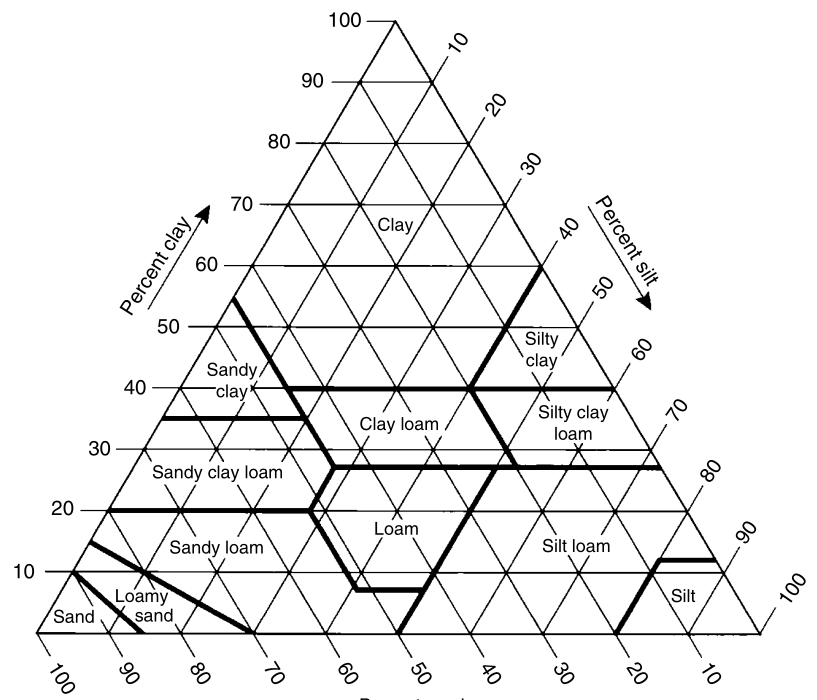 100
10
90
20
80
30
70
Clay
Percent clay
Percent silt
40
60
50
50
Silty
clay
60
Sandy
clay
40
Silty clay
loam
Clay loam
70
30
Sandy clay loam
80
20
Loam
90
Sandy loam
Silt loam
10
100
Loamy
sand
Sand
Silt
100
90
80
70
60
50
40
30
20
10